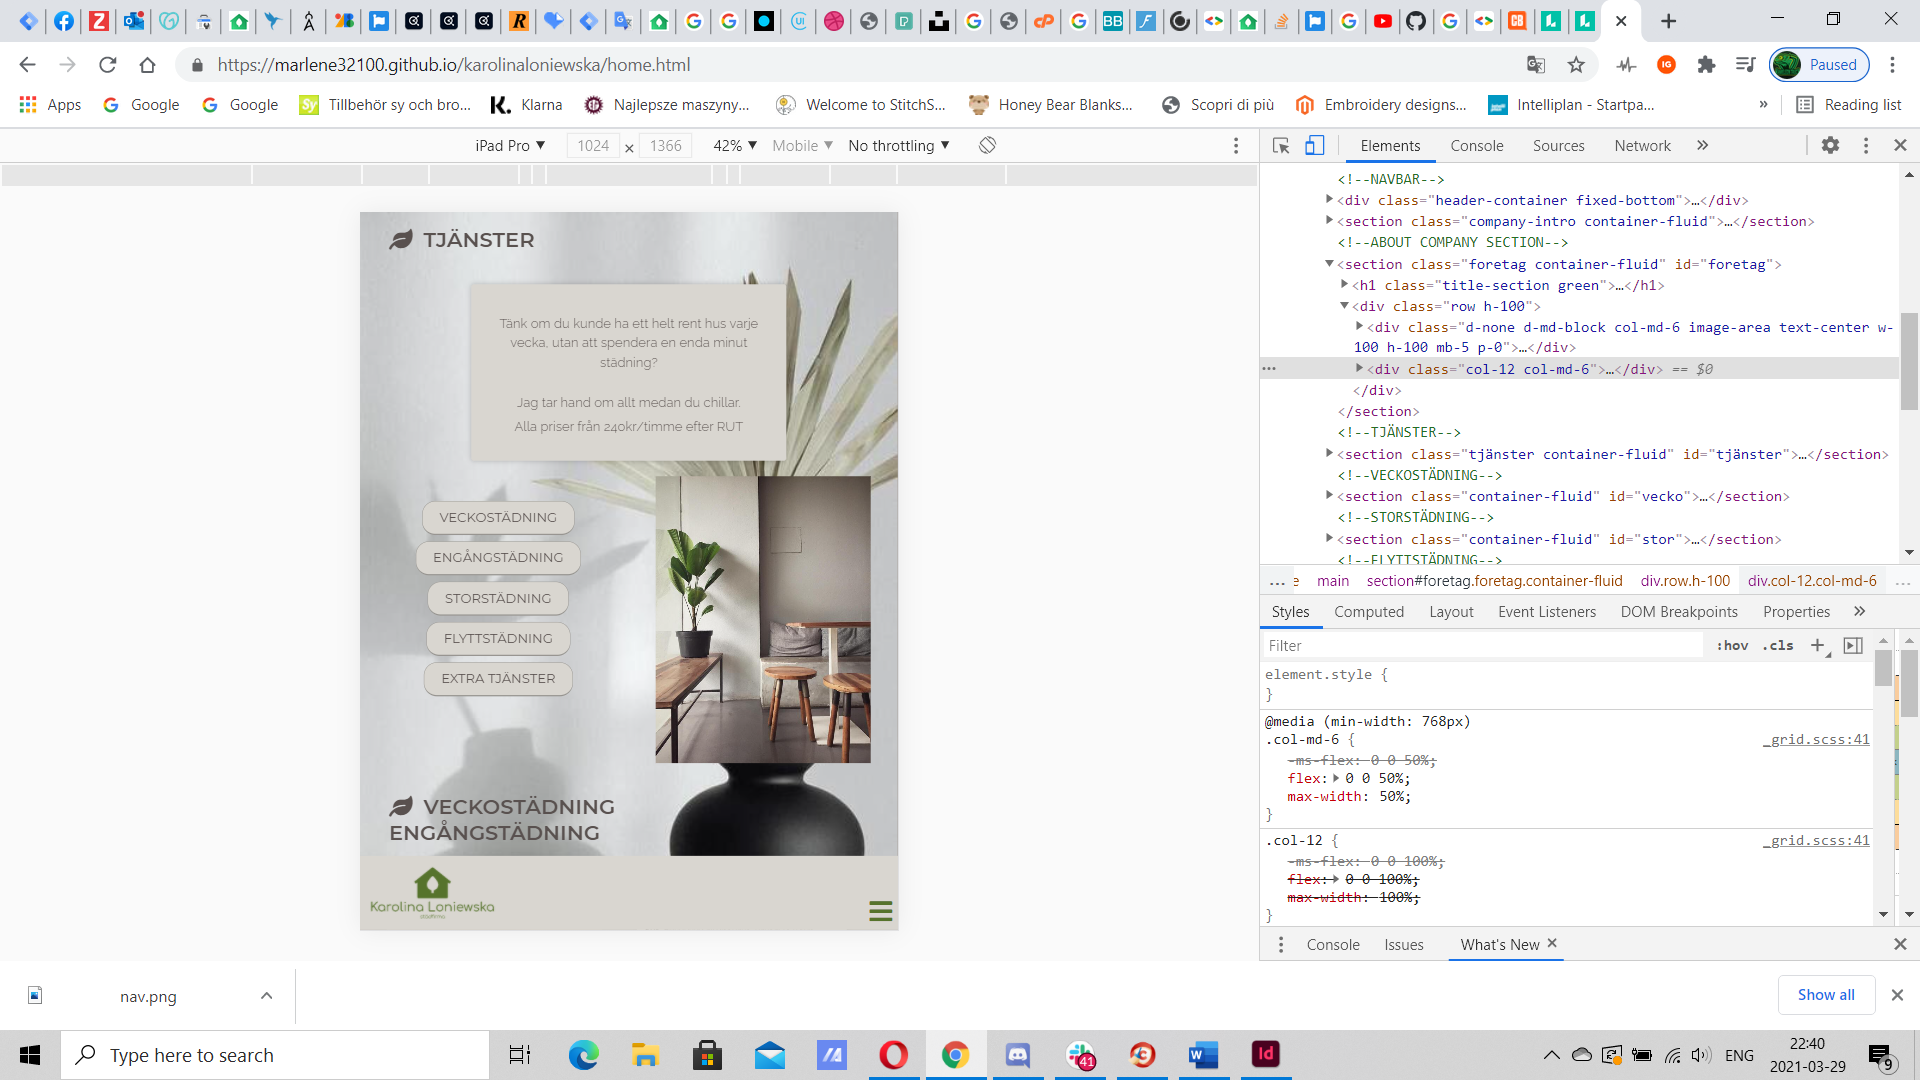 https://marlene32100.github.io/karolinaloniewska/home.html
Paused
Apps
Google
Google
Tillbehör sy och bro...
Klarna
Najlepsze maszyny...
Welcome to StitchS...
Honey Bear Blanks...
Scopri di più
Embroidery designs...
Intelliplan - Startpa...
»
Reading list
iPad Pro ▼ 1024 × 1366 42% ▼ Mobile ▼ No throttling ▼
Elements Console Sources Network »
TJÄNSTER
Tänk om du kunde ha ett helt rent hus varje
vecka, utan att spendera en enda minut
städning?
Jag tar hand om allt medan du chillar.
Alla priser från 240kr/timme efter RUT
VECKOSTÄDNING
ENGÅNGSTÄDNING
STORSTÄDNING
FLYTTSTÄDNING
EXTRA TJÄNSTER
VECKOSTÄDNING
ENGÅNGSTÄDNING
Karolina Loniewska
<!--NAVBAR-->
<div class="header-container fixed-bottom">…</div>
<section class="company-intro container-fluid">…</section>
<!--ABOUT COMPANY SECTION-->
<section class="foretag container-fluid" id="foretag">
<h1 class="title-section green">…</h1>
<div class="row h-100">
<div class="d-none d-md-block col-md-6 image-area text-center w-
100 h-100 mb-5 p-0">…</div>
<div class="col-12 col-md-6">…</div> == $0
</div>
</section>
<!--TJÄNSTER-->
<section class="tjänster container-fluid" id="tjänster">…</section>
<!--VECKOSTÄDNING-->
<section class="container-fluid" id="vecko">…</section>
<!--STORSTÄDNING-->
<section class="container-fluid" id="stor">…</section>
<!--FLYTTSTÄDNING-->
... e main section#foretag.foretag.container-fluid div.row.h-100 div.col-12.col-md-6 ...
Styles Computed Layout Event Listeners DOM Breakpoints Properties »
Filter :hov .cls +
element.style {
}
@media (min-width: 768px)
.col-md-6 { _grid.scss:41
-ms-flex: 0 0 50%;
flex: 0 0 50%;
max-width: 50%;
}
.col-12 { _grid.scss:41
-ms-flex: 0 0 100%;
flex: 0 0 100%;
max-width: 100%;
}
Console Issues What's New
nav.png
Show all
Type here to search
41
ENG
22:40
2021-03-29
9